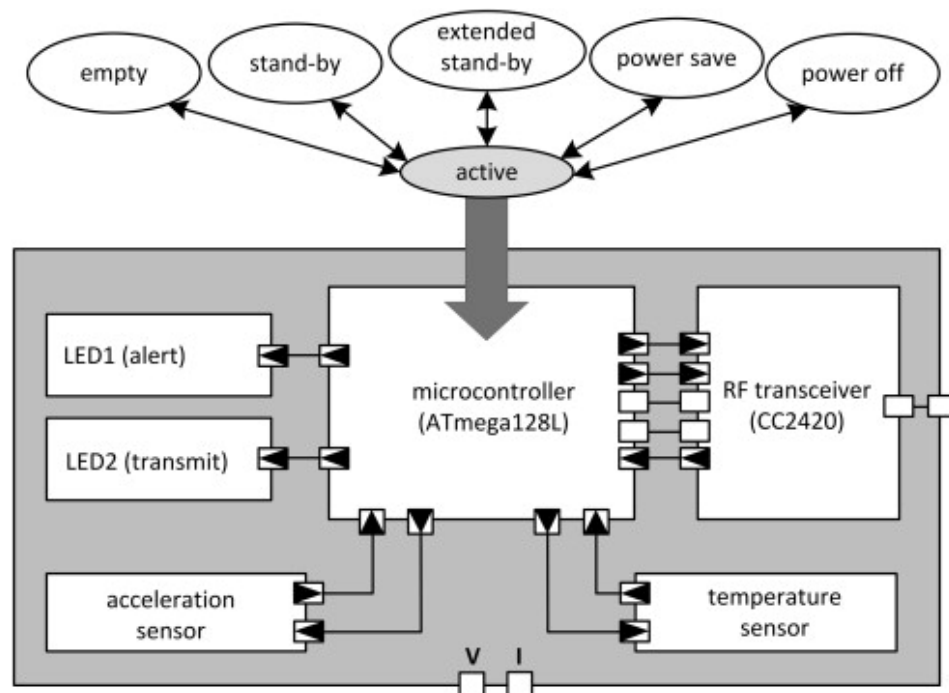 empty
stand-by
extended
stand-by
power save
power off
active
LED1 (alert)
LED2 (transmit)
microcontroller
(ATmega128L)
RF transceiver
(CC2420)
acceleration
sensor
temperature
sensor
V I